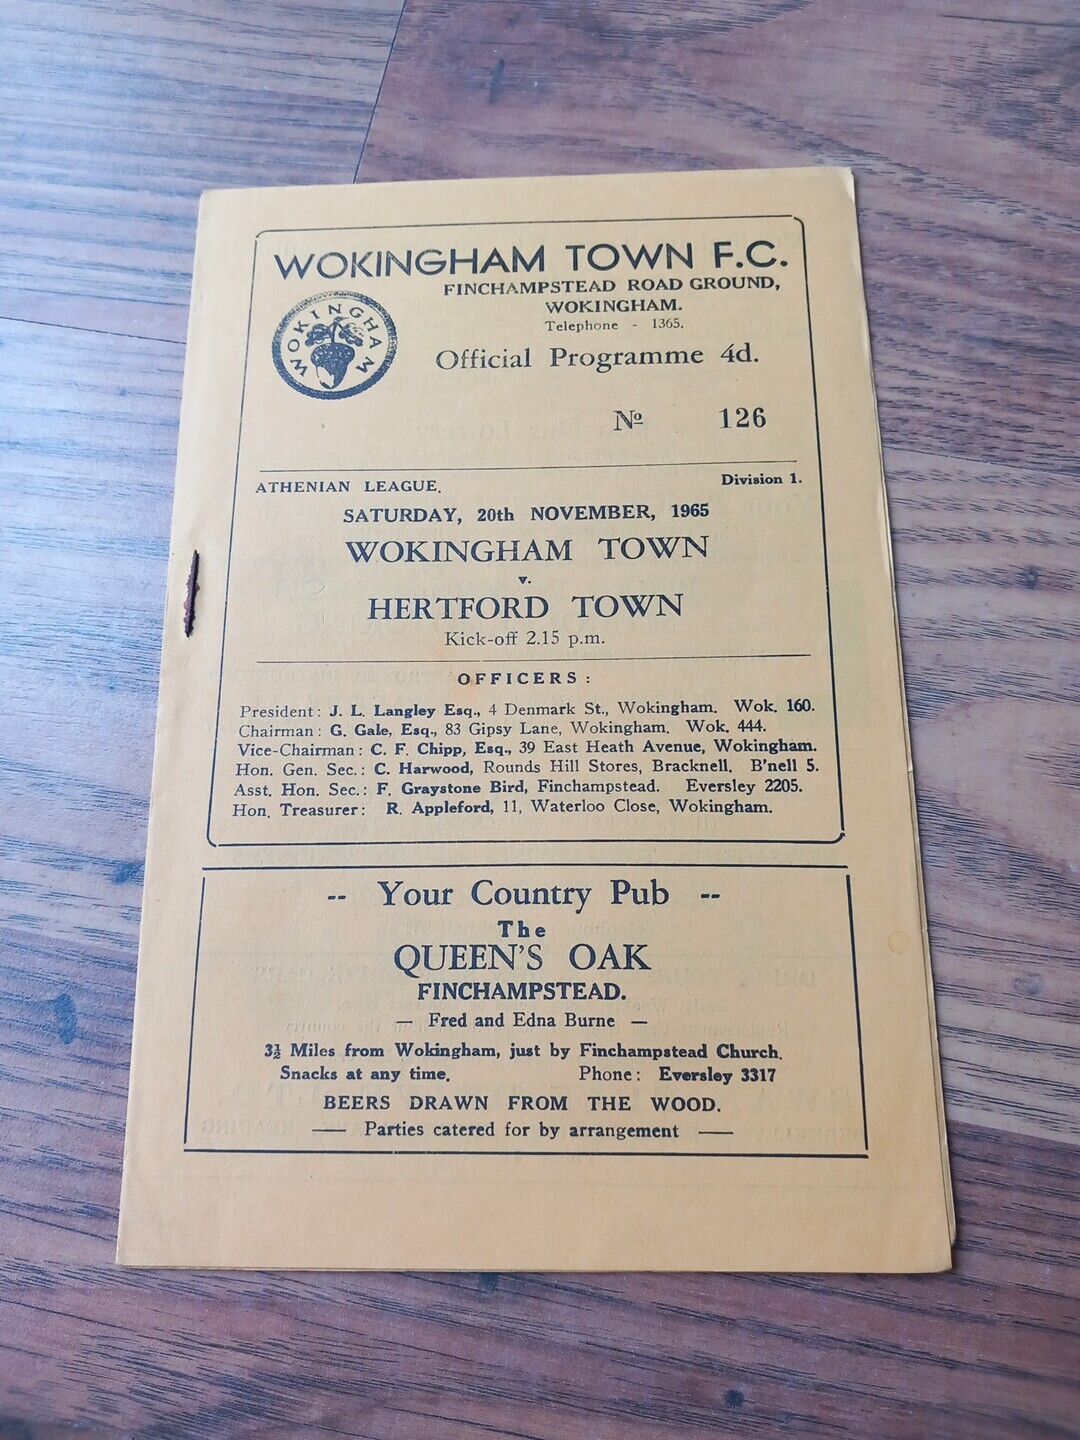 WOKINGHAM TOWN F.C.
FINCHAMPSTEAD ROAD GROUND,
WOKINGHAM.
Telephone - 1365.
WOKINGHAM
Official Programme 4d.
Nº 126
ATHENIAN LEAGUE. Division 1.
SATURDAY, 20th NOVEMBER, 1965
WOKINGHAM TOWN
v.
HERTFORD TOWN
Kick-off 2.15 p.m.
OFFICERS:
President: J. L. Langley Esq., 4 Denmark St., Wokingham. Wok. 160.
Chairman: G. Gale, Esq., 83 Gipsy Lane, Wokingham. Wok. 444.
Vice-Chairman: C. F. Chipp, Esq., 39 East Heath Avenue, Wokingham.
Hon. Gen. Sec.: C. Harwood, Rounds Hill Stores, Bracknell. B'nell 5.
Asst. Hon. Sec.: F. Graystone Bird, Finchampstead. Eversley 2205.
Hon. Treasurer: R. Appleford, 11, Waterloo Close, Wokingham.
-- Your Country Pub --
The
QUEEN'S OAK
FINCHAMPSTEAD.
— Fred and Edna Burne —
3½ Miles from Wokingham, just by Finchampstead Church.
Snacks at any time. Phone: Eversley 3317
BEERS DRAWN FROM THE WOOD.
— Parties catered for by arrangement —